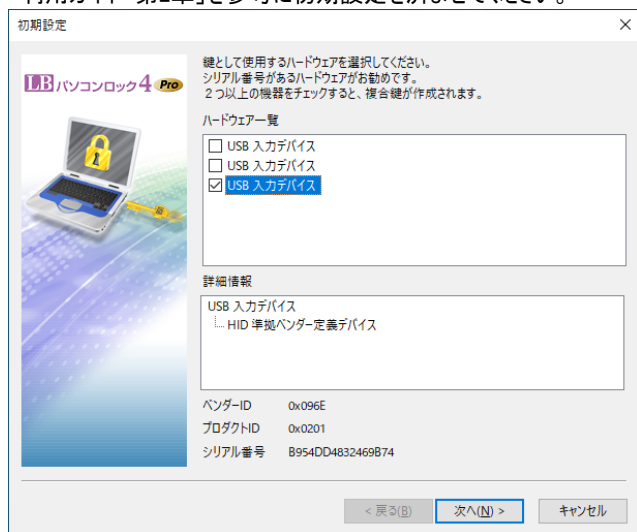 初期設定
LB パソコンロック4 Pro
鍵として使用するハードウェアを選択してください。
シリアル番号があるハードウェアがお勧めです。
2つ以上の機器をチェックすると、複合鍵が作成されます。
ハードウェア一覧
USB 入力デバイス
USB 入力デバイス
USB 入力デバイス
詳細情報
USB 入力デバイス
HID 準拠ベンダー定義デバイス
ベンダーID 0x096E
プロダクトID 0x0201
シリアル番号 B954DD4832469B74
< 戻る(B) 次へ(N) > キャンセル